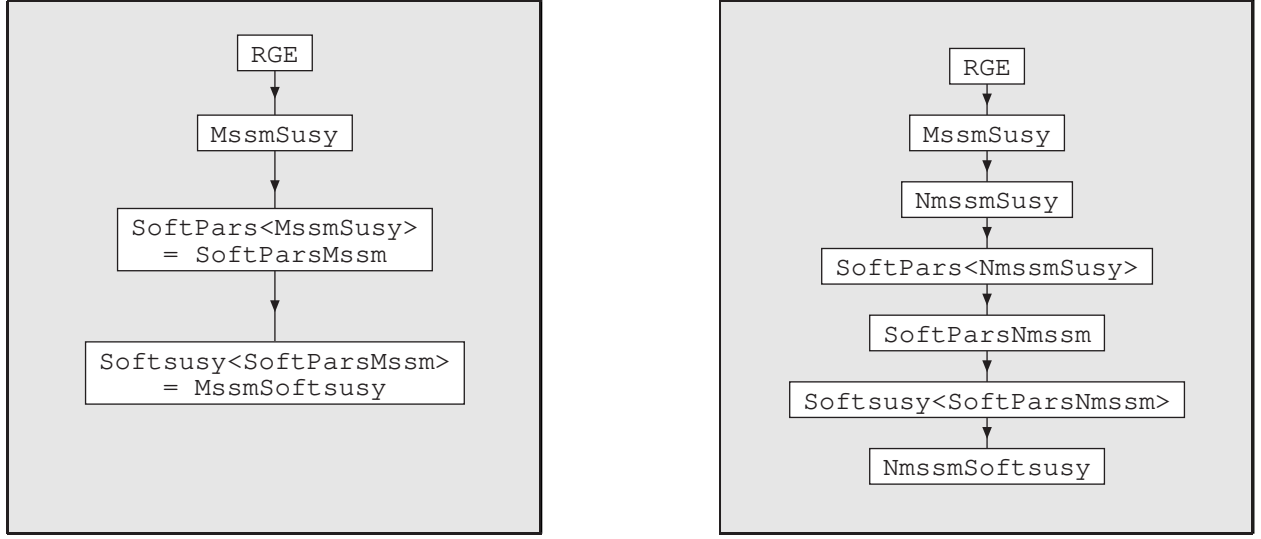 RGE
MssmSusy
SoftPars<MssmSusy>
= SoftParsMssm
Softsusy<SoftParsMssm>
= MssmSoftsusy
RGE
MssmSusy
NmssmSusy
SoftPars<NmssmSusy>
SoftParsNmssm
Softsusy<SoftParsNmssm>
NmssmSoftsusy